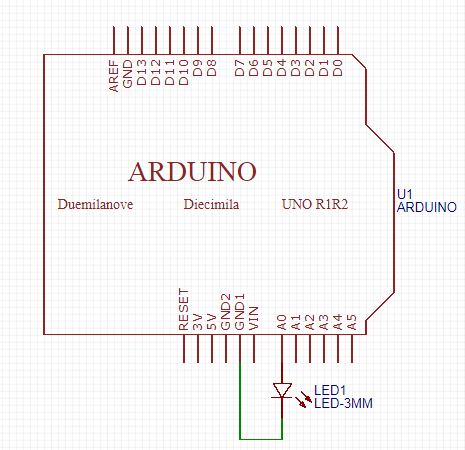 AREF GND D13 D12 D11 D10 D9 D8 D7 D6 D5 D4 D3 D2 D1 D0
ARDUINO
Duemilanove Diecimila UNO R1R2
U1
ARDUINO
RESET 3V 5V GND2 GND1 VIN A0 A1 A2 A3 A4 A5
LED1
LED-3MM